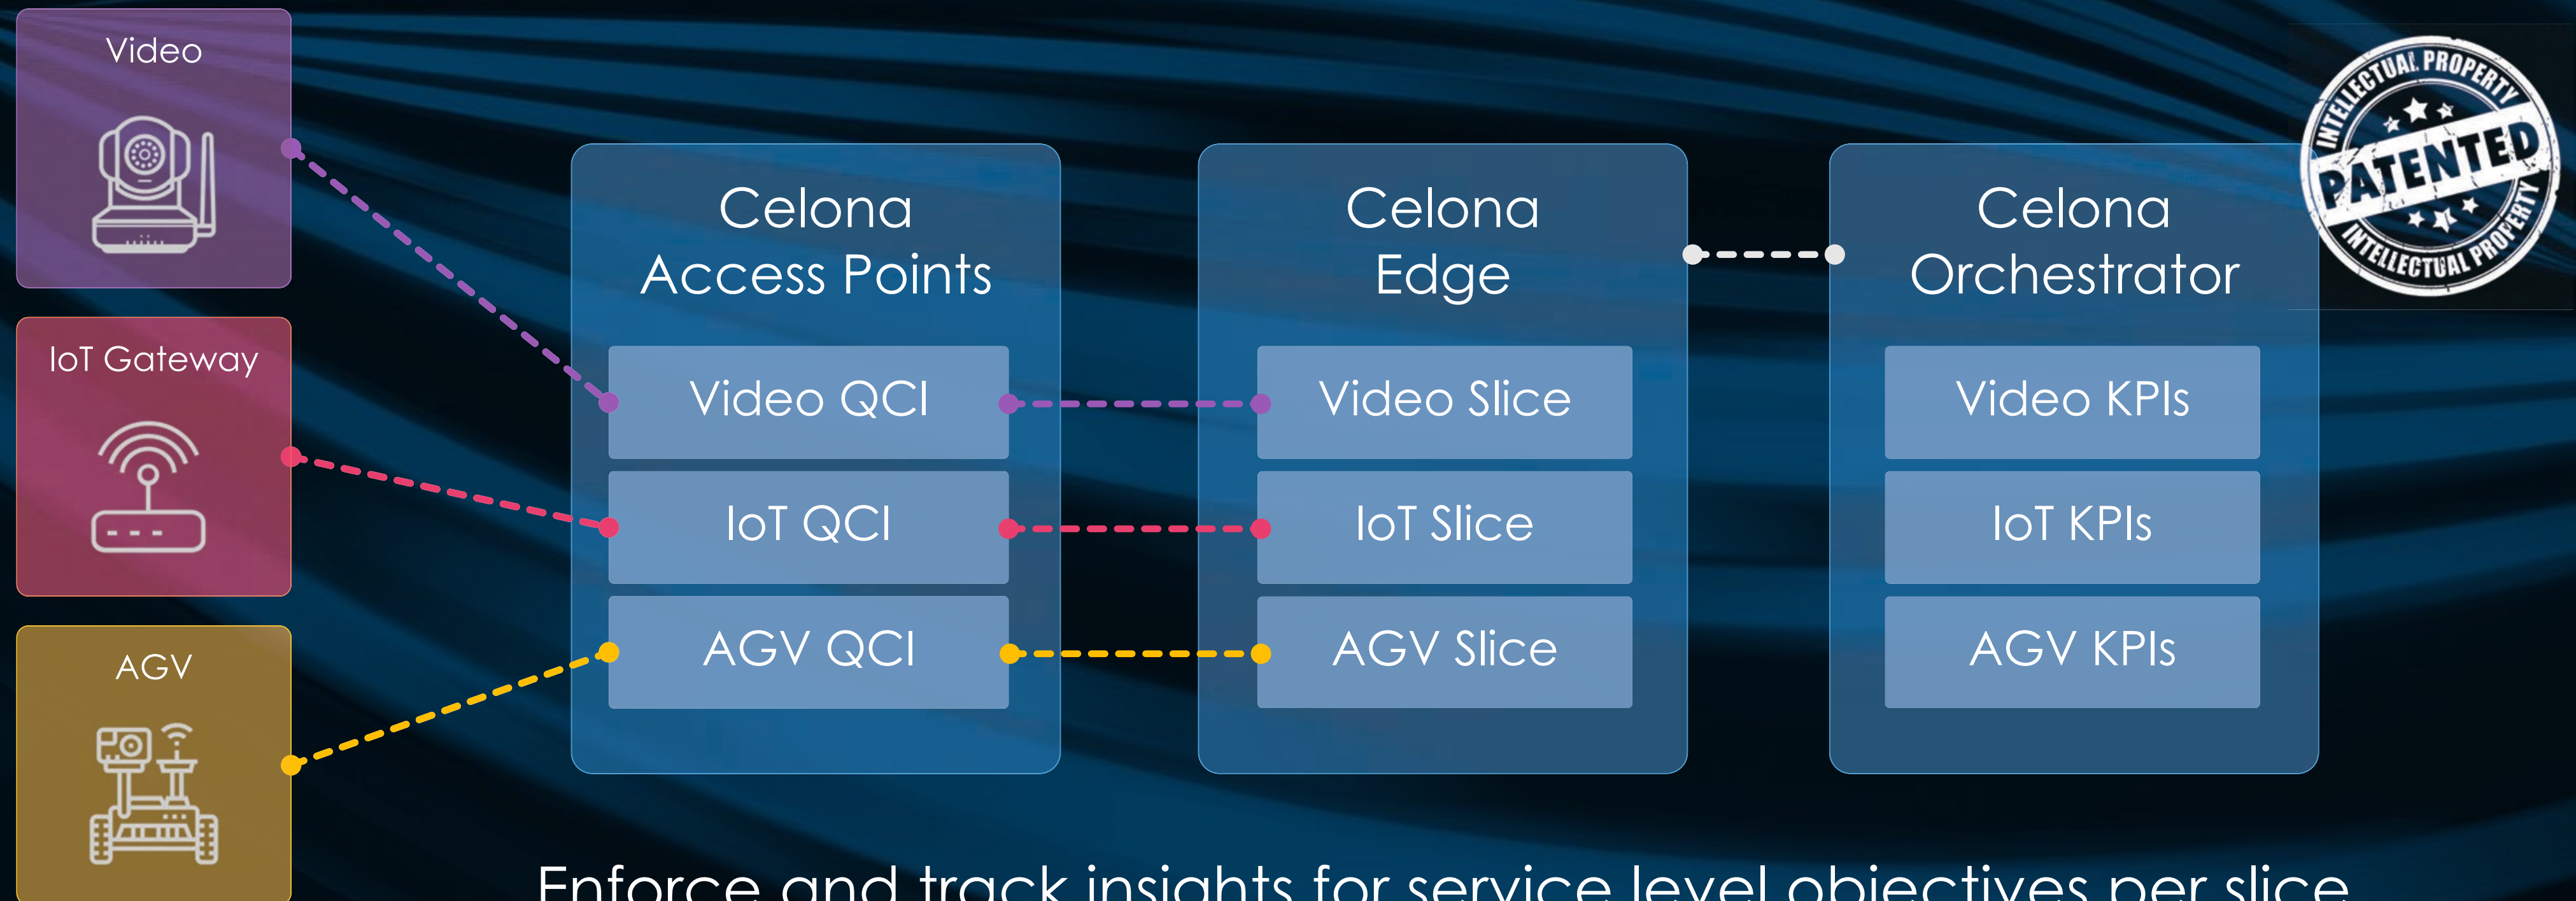 Video
IoT Gateway
AGV
Celona
Access Points
Video QCI
IoT QCI
AGV QCI
Celona
Edge
Video Slice
IoT Slice
AGV Slice
Celona
Orchestrator
Video KPIs
IoT KPIs
AGV KPIs
INTELLECTUAL PROPERTY
PATENTED
INTELLECTUAL PROPERTY
Enforce and track insights for service level objectives per slice